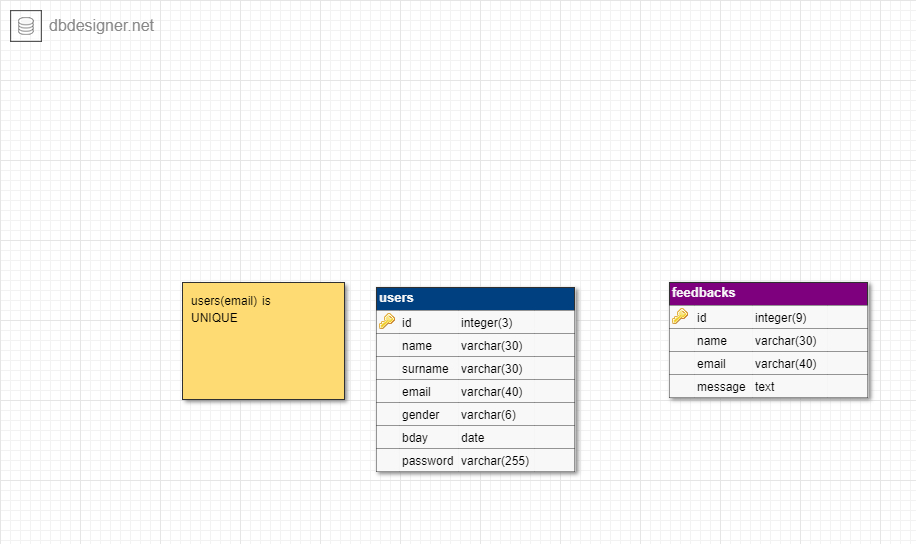 dbdesigner.net
users(email) is
UNIQUE
users
id integer(3)
name varchar(30)
surname varchar(30)
email varchar(40)
gender varchar(6)
bday date
password varchar(255)
feedbacks
id integer(9)
name varchar(30)
email varchar(40)
message text